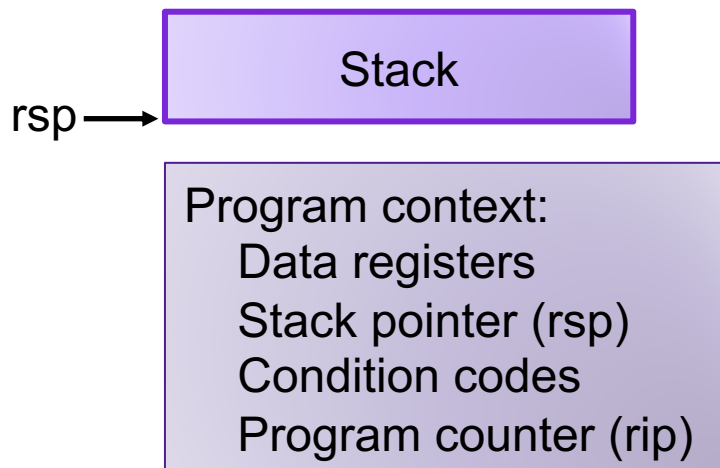 Stack
rsp
Program context:
Data registers
Stack pointer (rsp)
Condition codes
Program counter (rip)